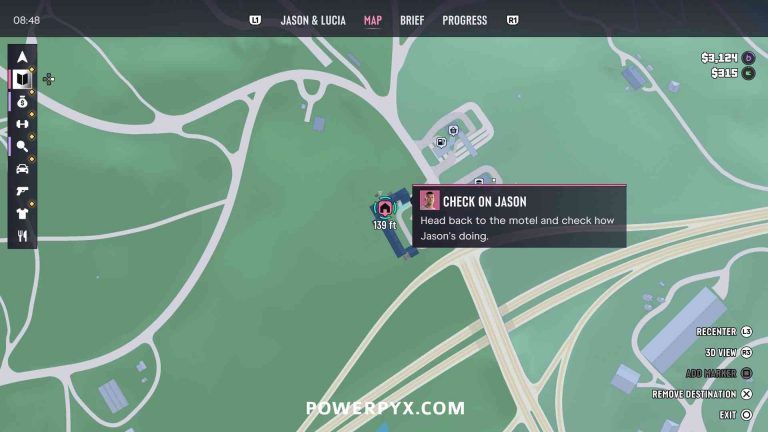 08:48
L1
JASON & LUCIA
MAP
BRIEF
PROGRESS
R1
$3,124
$315
CHECK ON JASON
Head back to the motel and check how
Jason's doing.
139 ft
RECENTER L3
3D VIEW R3
ADD MARKER
REMOVE DESTINATION
EXIT
POWERPYX.COM